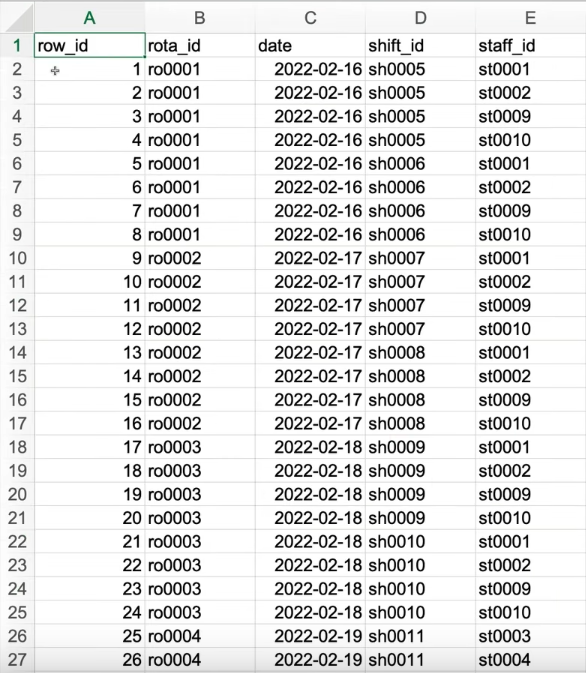 A B C D E
1 row_id rota_id date shift_id staff_id
2 1 ro0001 2022-02-16 sh0005 st0001
3 2 ro0001 2022-02-16 sh0005 st0002
4 3 ro0001 2022-02-16 sh0005 st0009
5 4 ro0001 2022-02-16 sh0005 st0010
6 5 ro0001 2022-02-16 sh0006 st0001
7 6 ro0001 2022-02-16 sh0006 st0002
8 7 ro0001 2022-02-16 sh0006 st0009
9 8 ro0001 2022-02-16 sh0006 st0010
10 9 ro0002 2022-02-17 sh0007 st0001
11 10 ro0002 2022-02-17 sh0007 st0002
12 11 ro0002 2022-02-17 sh0007 st0009
13 12 ro0002 2022-02-17 sh0007 st0010
14 13 ro0002 2022-02-17 sh0008 st0001
15 14 ro0002 2022-02-17 sh0008 st0002
16 15 ro0002 2022-02-17 sh0008 st0009
17 16 ro0002 2022-02-17 sh0008 st0010
18 17 ro0003 2022-02-18 sh0009 st0001
19 18 ro0003 2022-02-18 sh0009 st0002
20 19 ro0003 2022-02-18 sh0009 st0009
21 20 ro0003 2022-02-18 sh0009 st0010
22 21 ro0003 2022-02-18 sh0010 st0001
23 22 ro0003 2022-02-18 sh0010 st0002
24 23 ro0003 2022-02-18 sh0010 st0009
25 24 ro0003 2022-02-18 sh0010 st0010
26 25 ro0004 2022-02-19 sh0011 st0003
27 26 ro0004 2022-02-19 sh0011 st0004